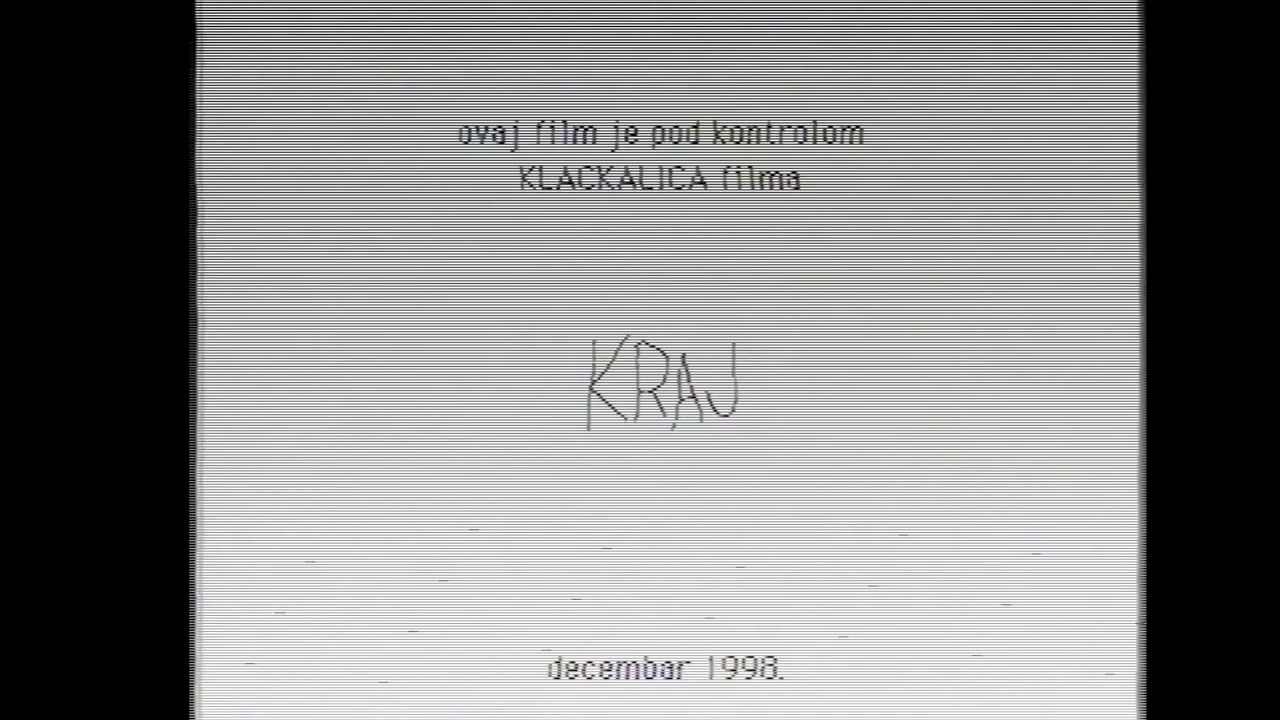 ovaj film je pod kontrolom
KLACKALICA filma
KRAJ
decembar 1998.